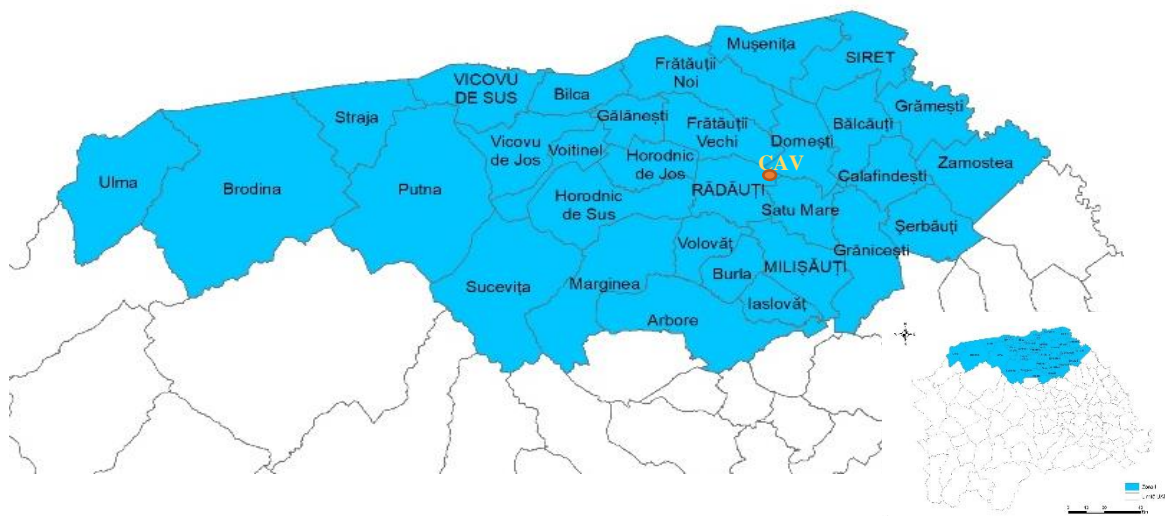 Mușenița
SIRET
Frătăuții
Noi
VICOVU
DE SUS
Bilca
Straja
Gălănești
Grămești
Frătăuții
Vechi
Bălcăuți
Domești
Vicovu
de Jos
Voitinel
Horodnic
de Jos
CAV
Zamostea
Ulma
Brodina
Putna
Calafindești
RĂDĂUȚI
Horodnic
de Sus
Satu Mare
Șerbăuți
Volovăț
Grănicești
Burla
MILIȘĂUȚI
Sucevița
Marginea
Iaslovăț
Arbore